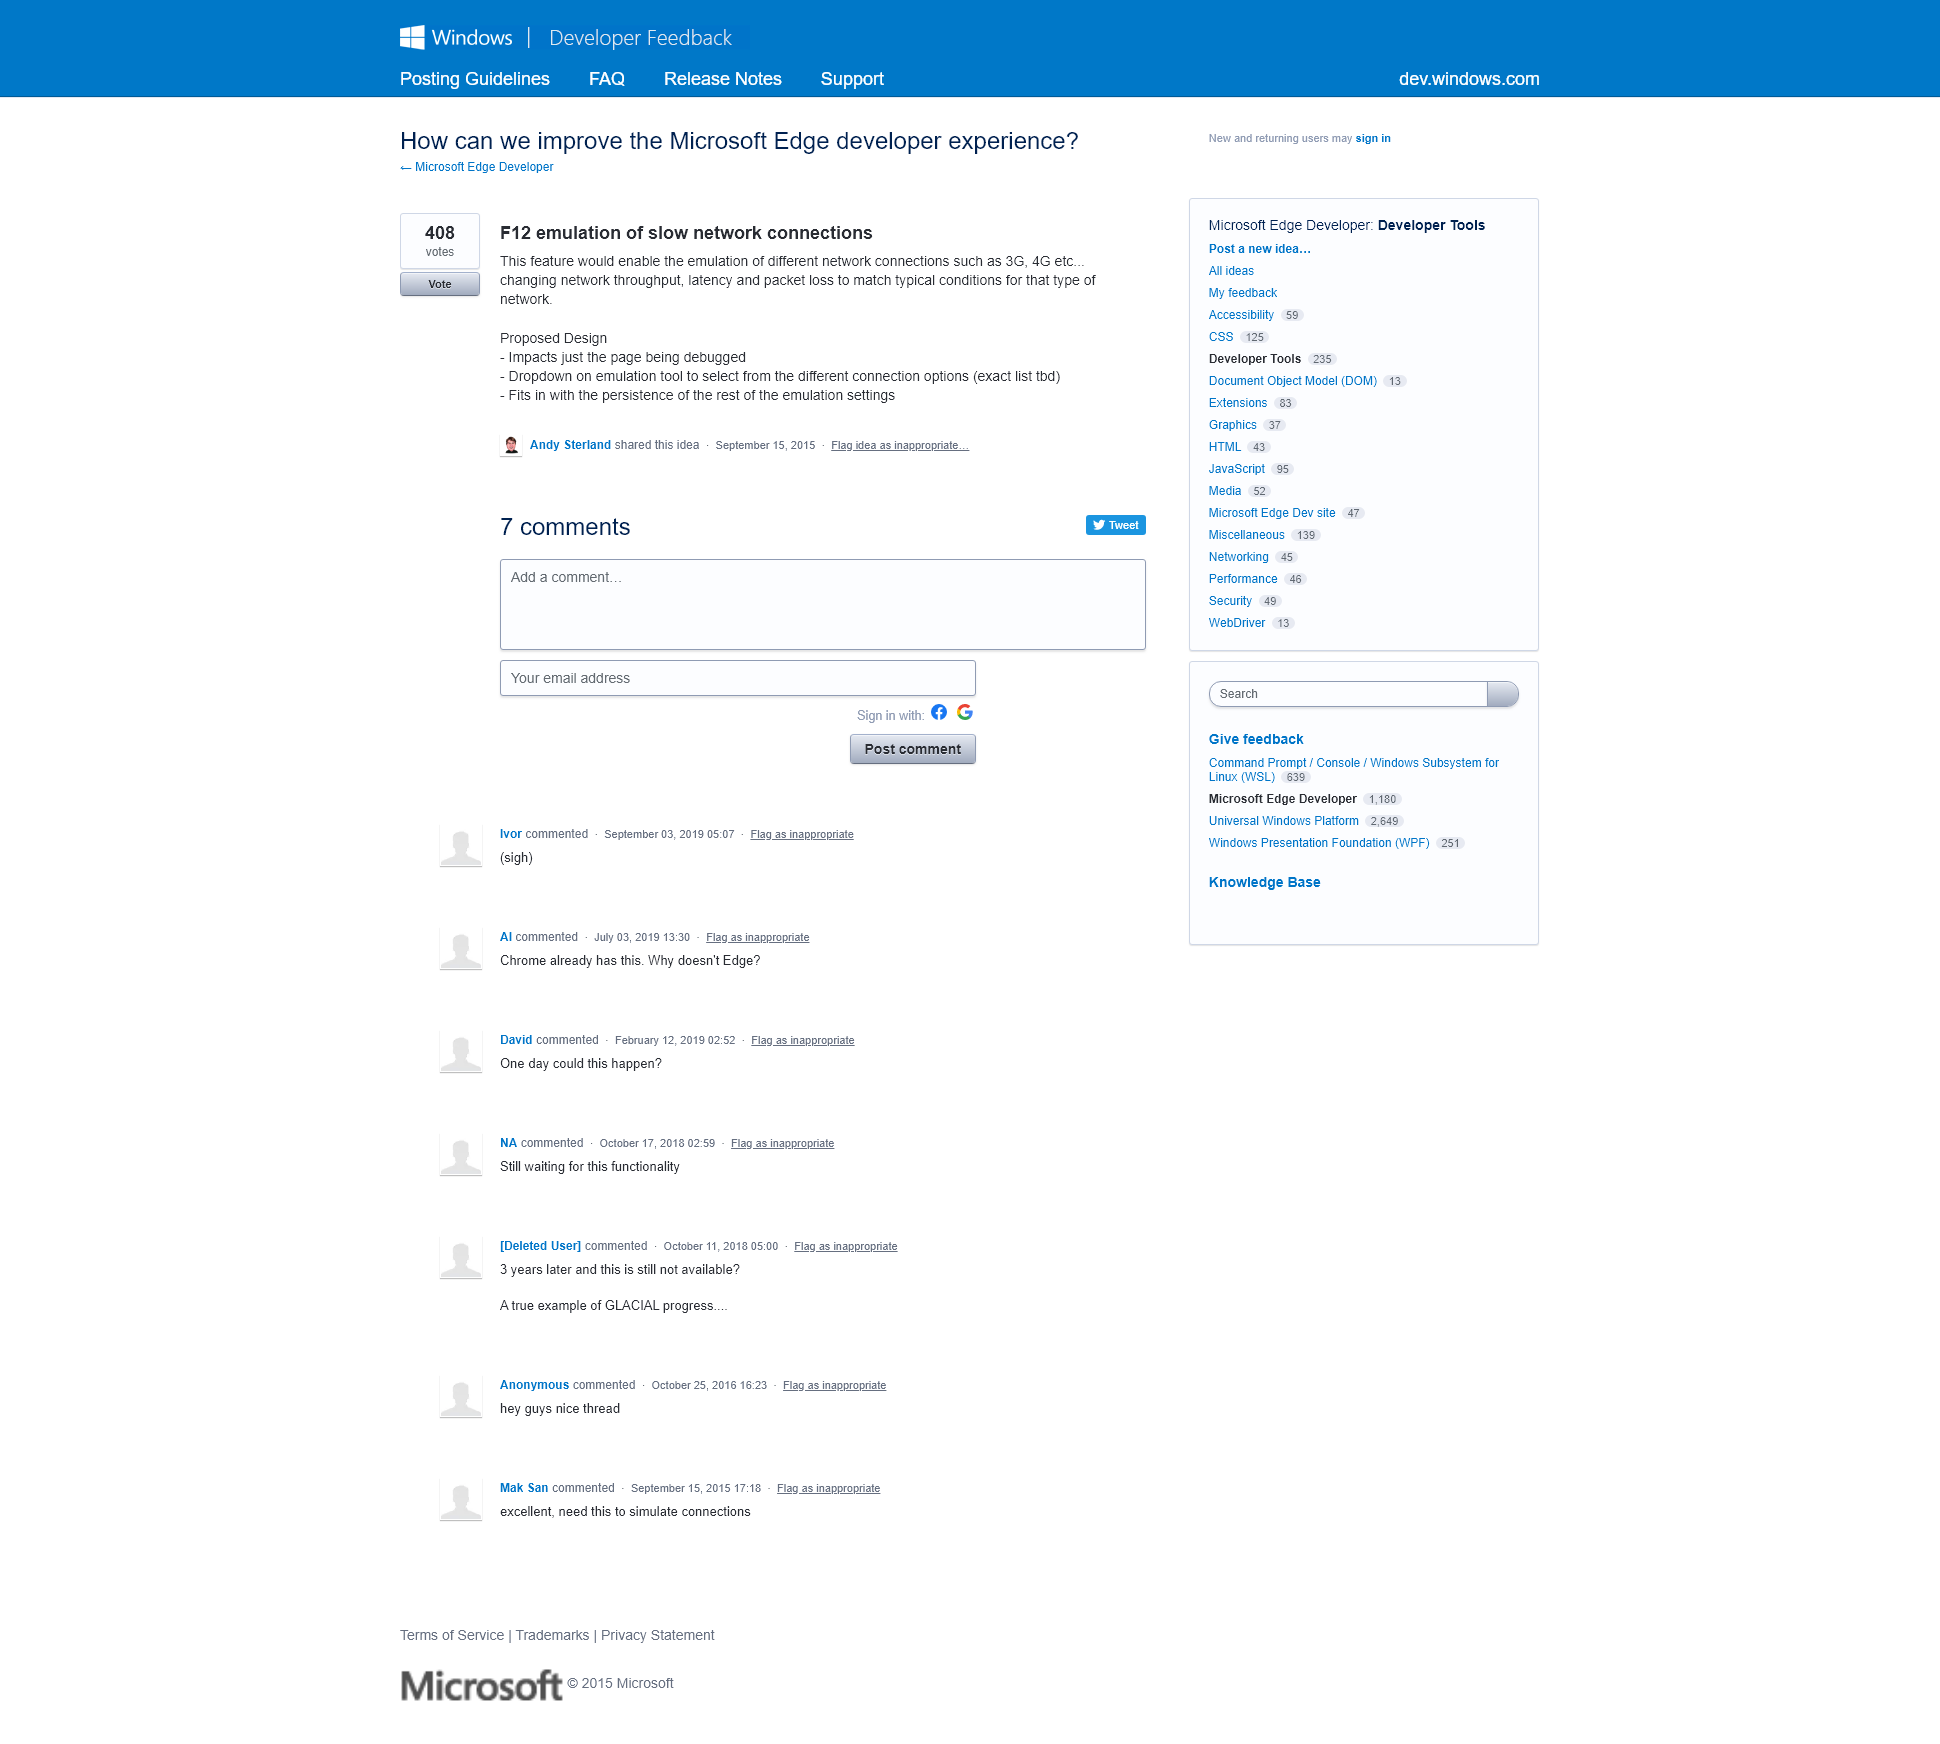 Windows | Developer Feedback
Posting Guidelines FAQ Release Notes Support dev.windows.com
How can we improve the Microsoft Edge developer experience?
← Microsoft Edge Developer
New and returning users may sign in
408
votes
Vote
F12 emulation of slow network connections
This feature would enable the emulation of different network connections such as 3G, 4G etc...
changing network throughput, latency and packet loss to match typical conditions for that type of
network.
Proposed Design
- Impacts just the page being debugged
- Dropdown on emulation tool to select from the different connection options (exact list tbd)
- Fits in with the persistence of the rest of the emulation settings
Andy Sterland shared this idea · September 15, 2015 · Flag idea as inappropriate…
7 comments
Tweet
Add a comment…
Your email address
Sign in with:
Post comment
Ivor commented · September 03, 2019 05:07 · Flag as inappropriate
(sigh)
Al commented · July 03, 2019 13:30 · Flag as inappropriate
Chrome already has this. Why doesn't Edge?
David commented · February 12, 2019 02:52 · Flag as inappropriate
One day could this happen?
NA commented · October 17, 2018 02:59 · Flag as inappropriate
Still waiting for this functionality
[Deleted User] commented · October 11, 2018 05:00 · Flag as inappropriate
3 years later and this is still not available?
A true example of GLACIAL progress....
Anonymous commented · October 25, 2016 16:23 · Flag as inappropriate
hey guys nice thread
Mak San commented · September 15, 2015 17:18 · Flag as inappropriate
excellent, need this to simulate connections
Microsoft Edge Developer: Developer Tools
Post a new idea…
All ideas
My feedback
Accessibility 59
CSS 125
Developer Tools 235
Document Object Model (DOM) 13
Extensions 83
Graphics 37
HTML 43
JavaScript 95
Media 52
Microsoft Edge Dev site 47
Miscellaneous 139
Networking 45
Performance 46
Security 49
WebDriver 13
Search
Give feedback
Command Prompt / Console / Windows Subsystem for
Linux (WSL) 639
Microsoft Edge Developer 1,180
Universal Windows Platform 2,649
Windows Presentation Foundation (WPF) 251
Knowledge Base
Terms of Service | Trademarks | Privacy Statement
Microsoft © 2015 Microsoft